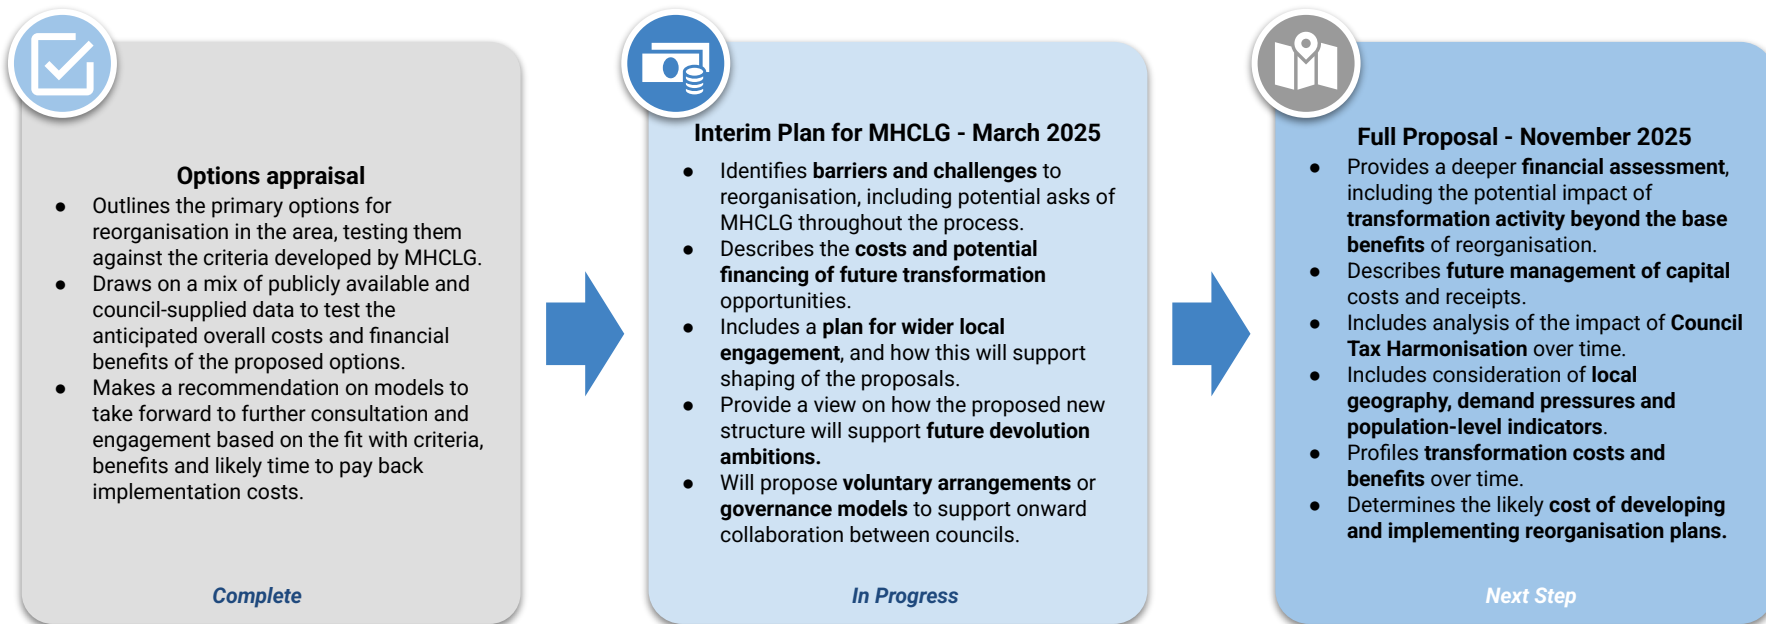 Options appraisal
● Outlines the primary options for
reorganisation in the area, testing them
against the criteria developed by MHCLG.
● Draws on a mix of publicly available and
council-supplied data to test the
anticipated overall costs and financial
benefits of the proposed options.
● Makes a recommendation on models to
take forward to further consultation and
engagement based on the fit with criteria,
benefits and likely time to pay back
implementation costs.
Complete
Interim Plan for MHCLG - March 2025
● Identifies barriers and challenges to
reorganisation, including potential asks of
MHCLG throughout the process.
● Describes the costs and potential
financing of future transformation
opportunities.
● Includes a plan for wider local
engagement, and how this will support
shaping of the proposals.
● Provide a view on how the proposed new
structure will support future devolution
ambitions.
● Will propose voluntary arrangements or
governance models to support onward
collaboration between councils.
In Progress
Full Proposal - November 2025
● Provides a deeper financial assessment,
including the potential impact of
transformation activity beyond the base
benefits of reorganisation.
● Describes future management of capital
costs and receipts.
● Includes analysis of the impact of Council
Tax Harmonisation over time.
● Includes consideration of local
geography, demand pressures and
population-level indicators.
● Profiles transformation costs and
benefits over time.
● Determines the likely cost of developing
and implementing reorganisation plans.
Next Step